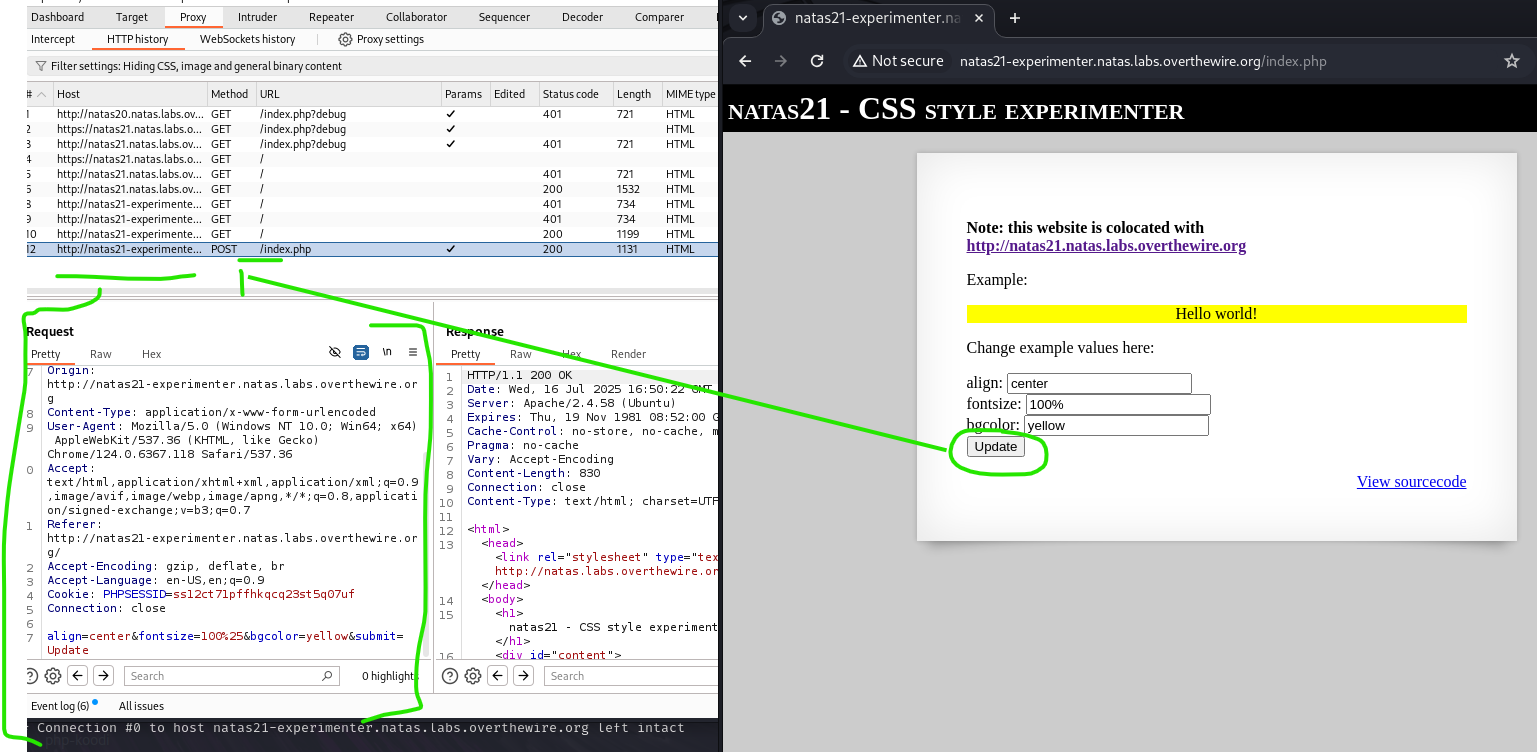 Dashboard Target Proxy Intruder Repeater Collaborator Sequencer Decoder Comparer
Intercept HTTP history WebSockets history Proxy settings
Filter settings: Hiding CSS, image and general binary content
# Host Method URL Params Edited Status code Length MIME type
1 http://natas20.natas.labs.ov... GET /index.php?debug ✓ 401 721 HTML
2 https://natas21.natas.labs.o... GET /index.php?debug ✓ HTML
3 http://natas21.natas.labs.ov... GET /index.php?debug ✓ 401 721 HTML
4 https://natas21.natas.labs.o... GET /
5 http://natas21.natas.labs.ov... GET / 401 721 HTML
6 http://natas21.natas.labs.ov... GET / 200 1532 HTML
8 http://natas21-experimente... GET / 401 734 HTML
9 http://natas21-experimente... GET / 401 734 HTML
10 http://natas21-experimente... GET / 200 1199 HTML
12 http://natas21-experimente... POST /index.php ✓ 200 1131 HTML
Request
Pretty Raw Hex \n
7 Origin:
http://natas21-experimenter.natas.labs.overthewire.or
g
8 Content-Type: application/x-www-form-urlencoded
9 User-Agent: Mozilla/5.0 (Windows NT 10.0; Win64; x64)
AppleWebKit/537.36 (KHTML, like Gecko)
Chrome/124.0.6367.118 Safari/537.36
0 Accept:
text/html,application/xhtml+xml,application/xml;q=0.9
,image/avif,image/webp,image/apng,*/*;q=0.8,applicati
on/signed-exchange;v=b3;q=0.7
1 Referer:
http://natas21-experimenter.natas.labs.overthewire.or
g/
2 Accept-Encoding: gzip, deflate, br
3 Accept-Language: en-US,en;q=0.9
4 Cookie: PHPSESSID=ss12ct71pffhkqcq23st5q07uf
5 Connection: close
6
7 align=center&fontsize=100%25&bgcolor=yellow&submit=
Update
Search 0 highlights
Response
Pretty Raw Hex Render
1 HTTP/1.1 200 OK
2 Date: Wed, 16 Jul 2025 16:50:22 GMT
3 Server: Apache/2.4.58 (Ubuntu)
4 Expires: Thu, 19 Nov 1981 08:52:00 G
5 Cache-Control: no-store, no-cache, m
6 Pragma: no-cache
7 Vary: Accept-Encoding
8 Content-Length: 830
9 Connection: close
10 Content-Type: text/html; charset=UTF
11
12 <html>
13 <head>
<link rel="stylesheet" type="tex
http://natas.labs.overthewire.or
</head>
14 <body>
15 <h1>
natas21 - CSS style experiment
</h1>
16 <div id="content">
Search
Event log (6) All issues
Connection #0 to host natas21-experimenter.natas.labs.overthewire.org left intact
php-koodi
natas21-experimenter.na
Not secure natas21-experimenter.natas.labs.overthewire.org/index.php
natas21 - CSS style experimenter
Note: this website is colocated with
http://natas21.natas.labs.overthewire.org
Example:
Hello world!
Change example values here:
align: center
fontsize: 100%
bgcolor: yellow
Update
View sourcecode